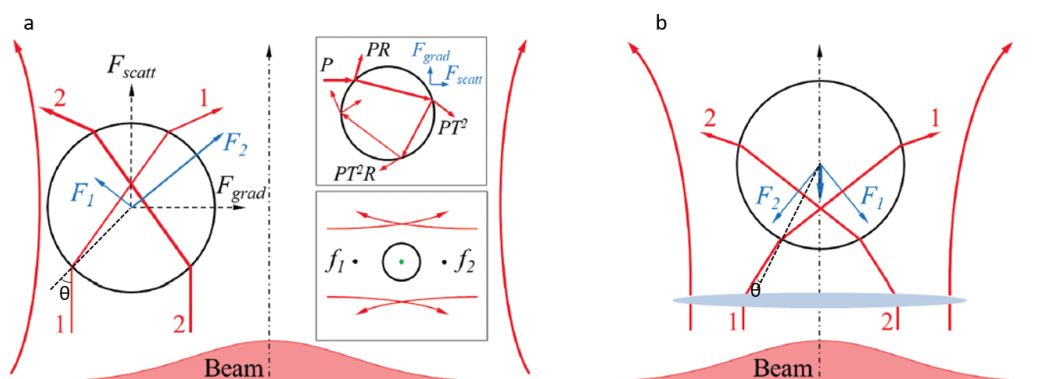 a
F_scatt
2
1
F_2
F_1
F_grad
θ
1
2
Beam
P
PR
F_grad
F_scatt
PT²
PT²R
f_1
f_2
b
2
1
F_2
F_1
θ
1
2
Beam